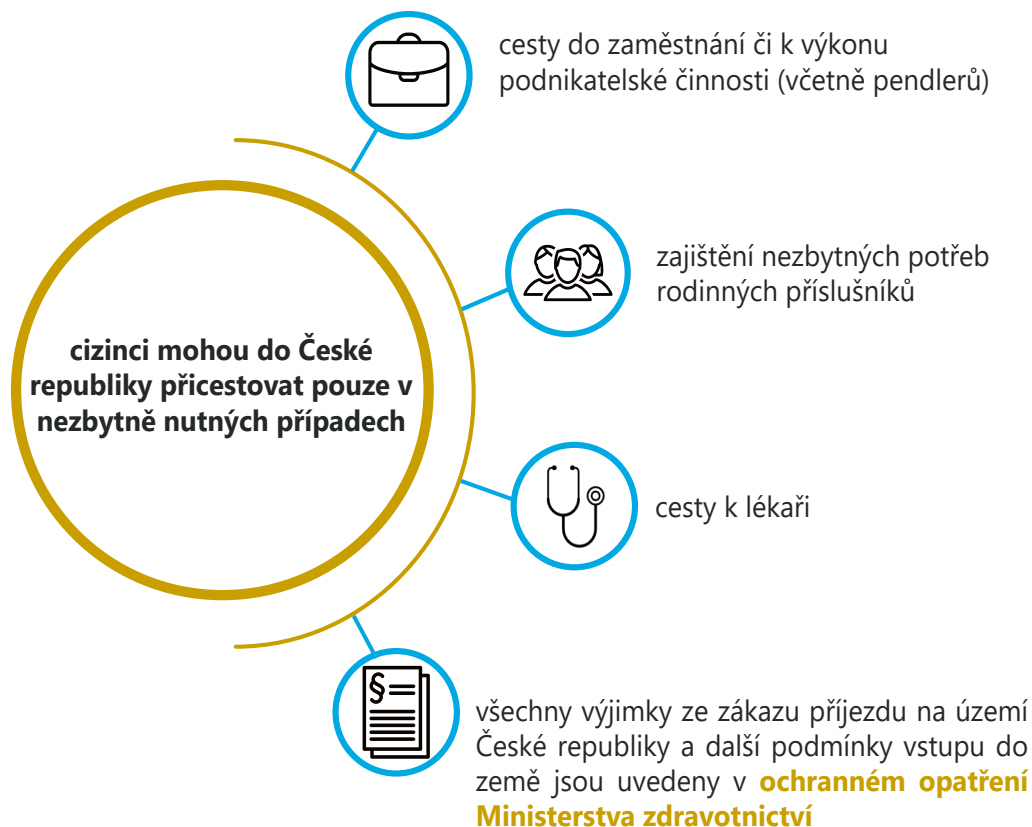 cesty do zaměstnání či k výkonu
podnikatelské činnosti (včetně pendlerů)
zajištění nezbytných potřeb
rodinných příslušníků
cizinci mohou do České
republiky přicestovat pouze v
nezbytně nutných případech
cesty k lékaři
§
všechny výjimky ze zákazu příjezdu na území
České republiky a další podmínky vstupu do
země jsou uvedeny v ochranném opatření
Ministerstva zdravotnictví